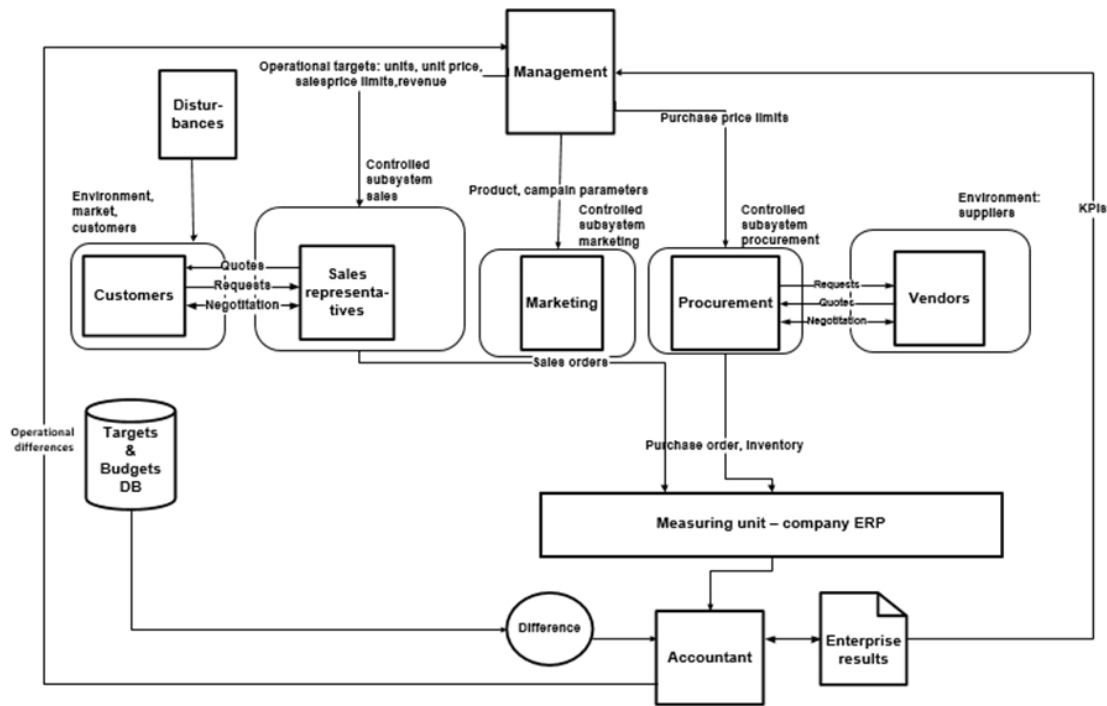 Management
Operational targets: units, unit price,
salesprice limits,revenue
Purchase price limits
Distur-
bances
Controlled
subsystem
sales
Product, campain parameters
Controlled
subsystem
marketing
Controlled
subsystem
procurement
Environment:
suppliers
KPIs
Environment,
market,
customers
Customers
Quotes
Requests
Negotitation
Sales
representa-
tives
Marketing
Procurement
Requests
Quotes
Negotitation
Vendors
Sales orders
Operational
differences
Targets
&
Budgets
DB
Purchase order, Inventory
Measuring unit – company ERP
Difference
Accountant
Enterprise
results